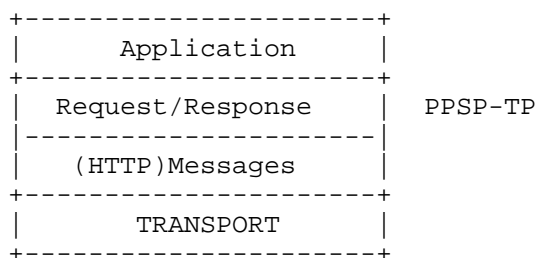 Application
Request/Response PPSP-TP
(HTTP)Messages
TRANSPORT